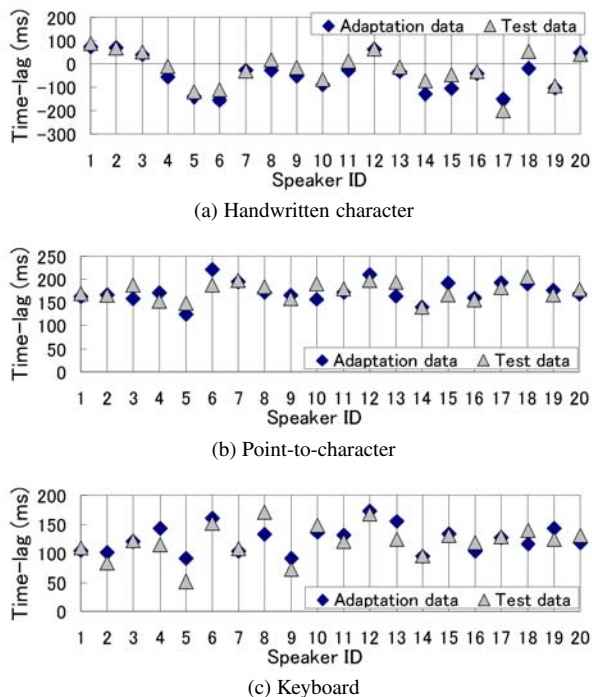 Time-lag (ms)
200
100
0
-100
-200
-300
Adaptation data Test data
1 2 3 4 5 6 7 8 9 10 11 12 13 14 15 16 17 18 19 20
Speaker ID
(a) Handwritten character
Time-lag (ms)
250
200
150
100
50
0
Adaptation data Test data
1 2 3 4 5 6 7 8 9 10 11 12 13 14 15 16 17 18 19 20
Speaker ID
(b) Point-to-character
Time-lag (ms)
200
150
100
50
0
Adaptation data Test data
1 2 3 4 5 6 7 8 9 10 11 12 13 14 15 16 17 18 19 20
Speaker ID
(c) Keyboard